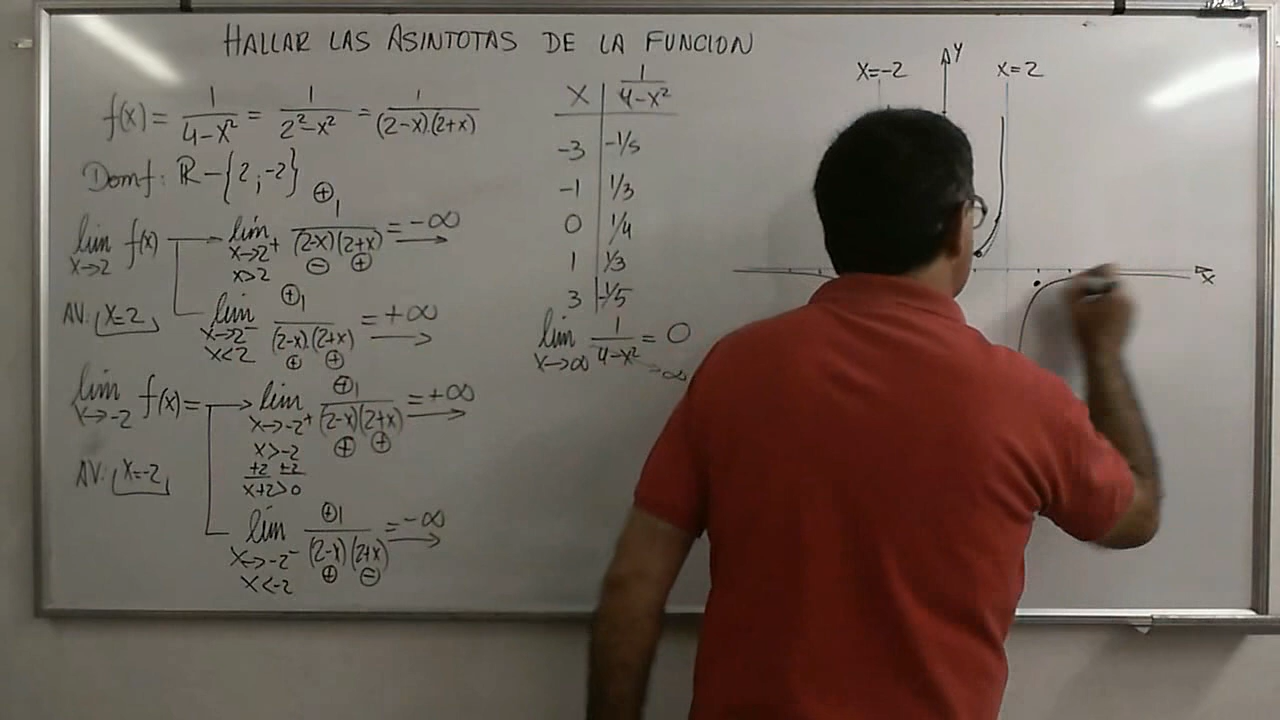 HALLAR LAS ASINTOTAS DE LA FUNCION
f(x) = 1/(4-x²) = 1/(2²-x²) = 1/((2-x).(2+x))
Domf: ℝ - {2 ; -2}
lim x→2 f(x) → lim x→2⁺ x>2 ⊕1/((2-x)(2+x)) ⊖ ⊕ = -∞
AV: x=2
lim x→2⁻ x<2 ⊕1/((2-x).(2+x)) ⊕ ⊕ = +∞
lim x→-2 f(x) = → lim x→-2⁺ ⊕1/((2-x)(2+x)) ⊕ ⊕ = +∞
x>-2
+2 +2
x+2>0
AV: x=-2
lim x→-2⁻ x<-2 ⊕1/((2-x)(2+x)) ⊕ ⊖ = -∞
x | 1/(4-x²)
-3 | -1/5
-1 | 1/3
0 | 1/4
1 | 1/3
3 | -1/5
lim x→∞ 1/(4-x²) = 0
→∞
x=-2
y
x=2
x